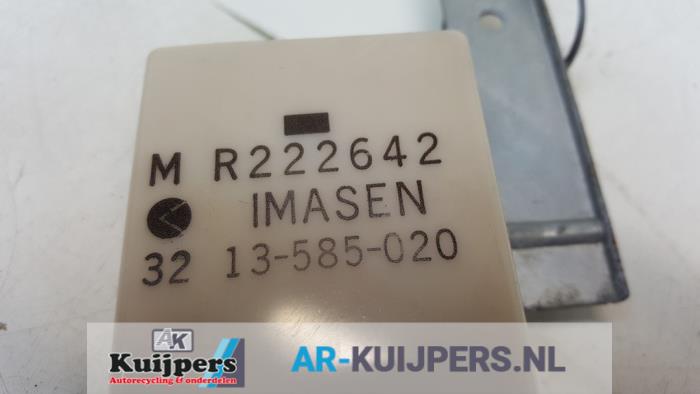 M R222642
IMASEN
32 13-585-020
AK
Kuijpers
Autorecycling & onderdelen
AR-KUIJPERS.NL